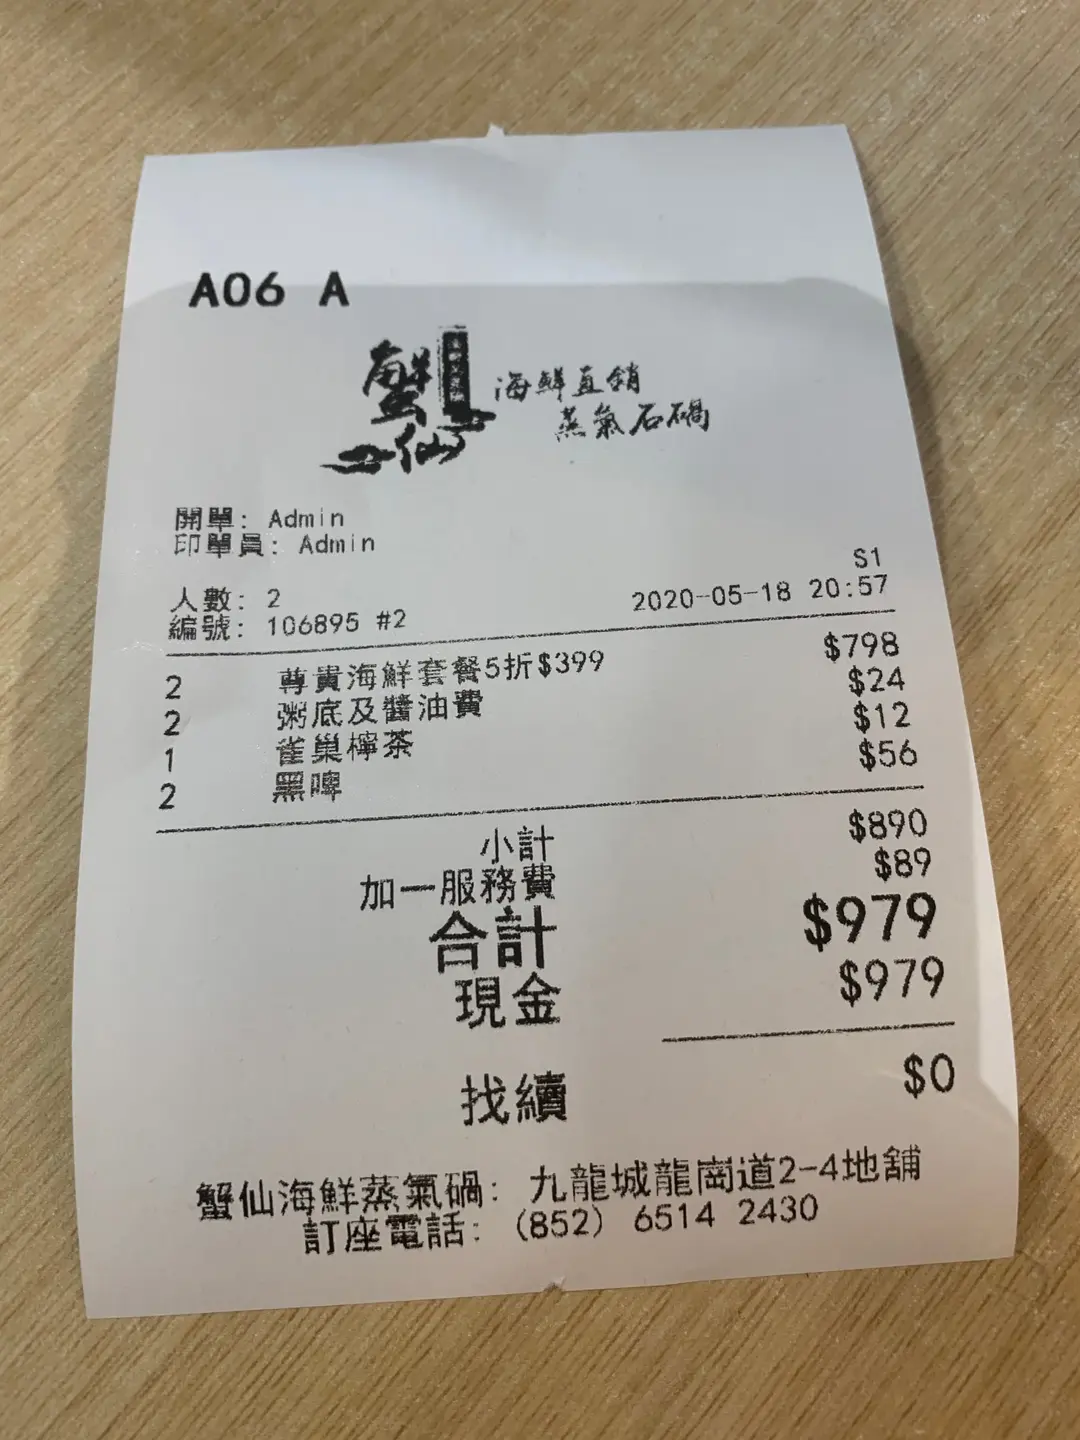 A06 A
蟹仙
海鮮直銷
蒸氣石鍋
開單: Admin
印單員: Admin
S1
人數: 2
2020-05-18 20:57
編號: 106895 #2
2 尊貴海鮮套餐5折$399 $798
2 粥底及醬油費 $24
1 雀巢檸茶 $12
2 黑啤 $56
小計 $890
加一服務費 $89
合計 $979
現金 $979
找續 $0
蟹仙海鮮蒸氣鍋: 九龍城龍崗道2-4地舖
訂座電話: (852) 6514 2430